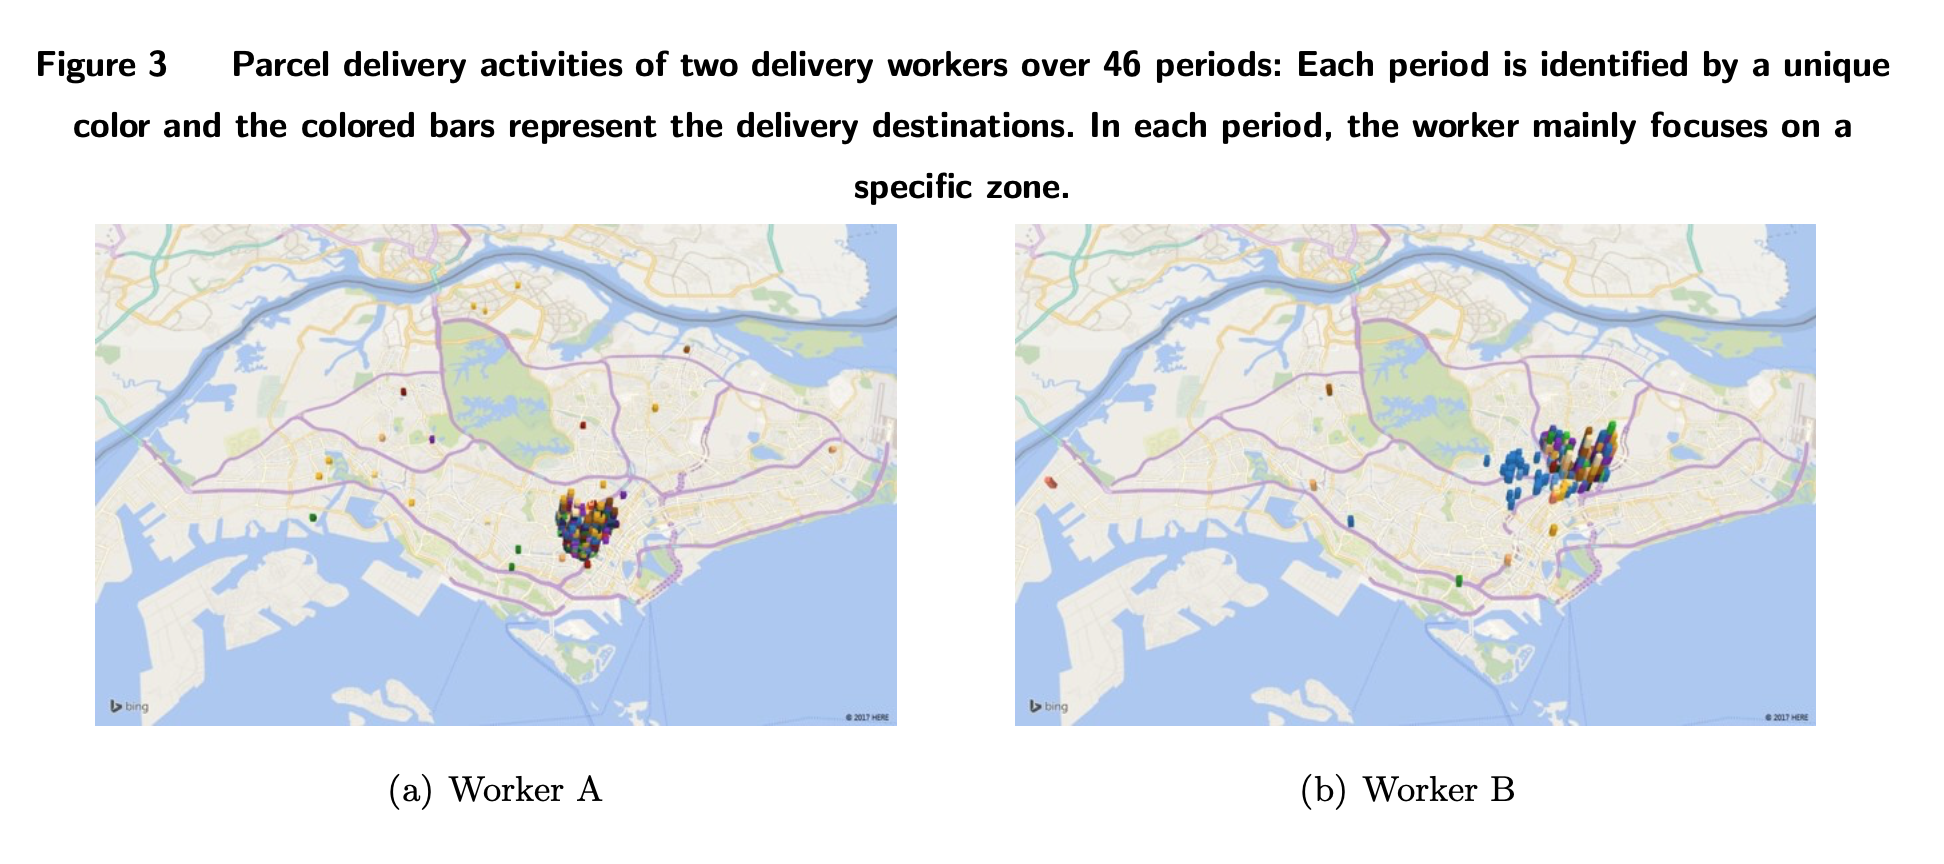 Figure 3 Parcel delivery activities of two delivery workers over 46 periods: Each period is identified by a unique
color and the colored bars represent the delivery destinations. In each period, the worker mainly focuses on a
specific zone.
bing
© 2017 HERE
bing
© 2017 HERE
(a) Worker A
(b) Worker B